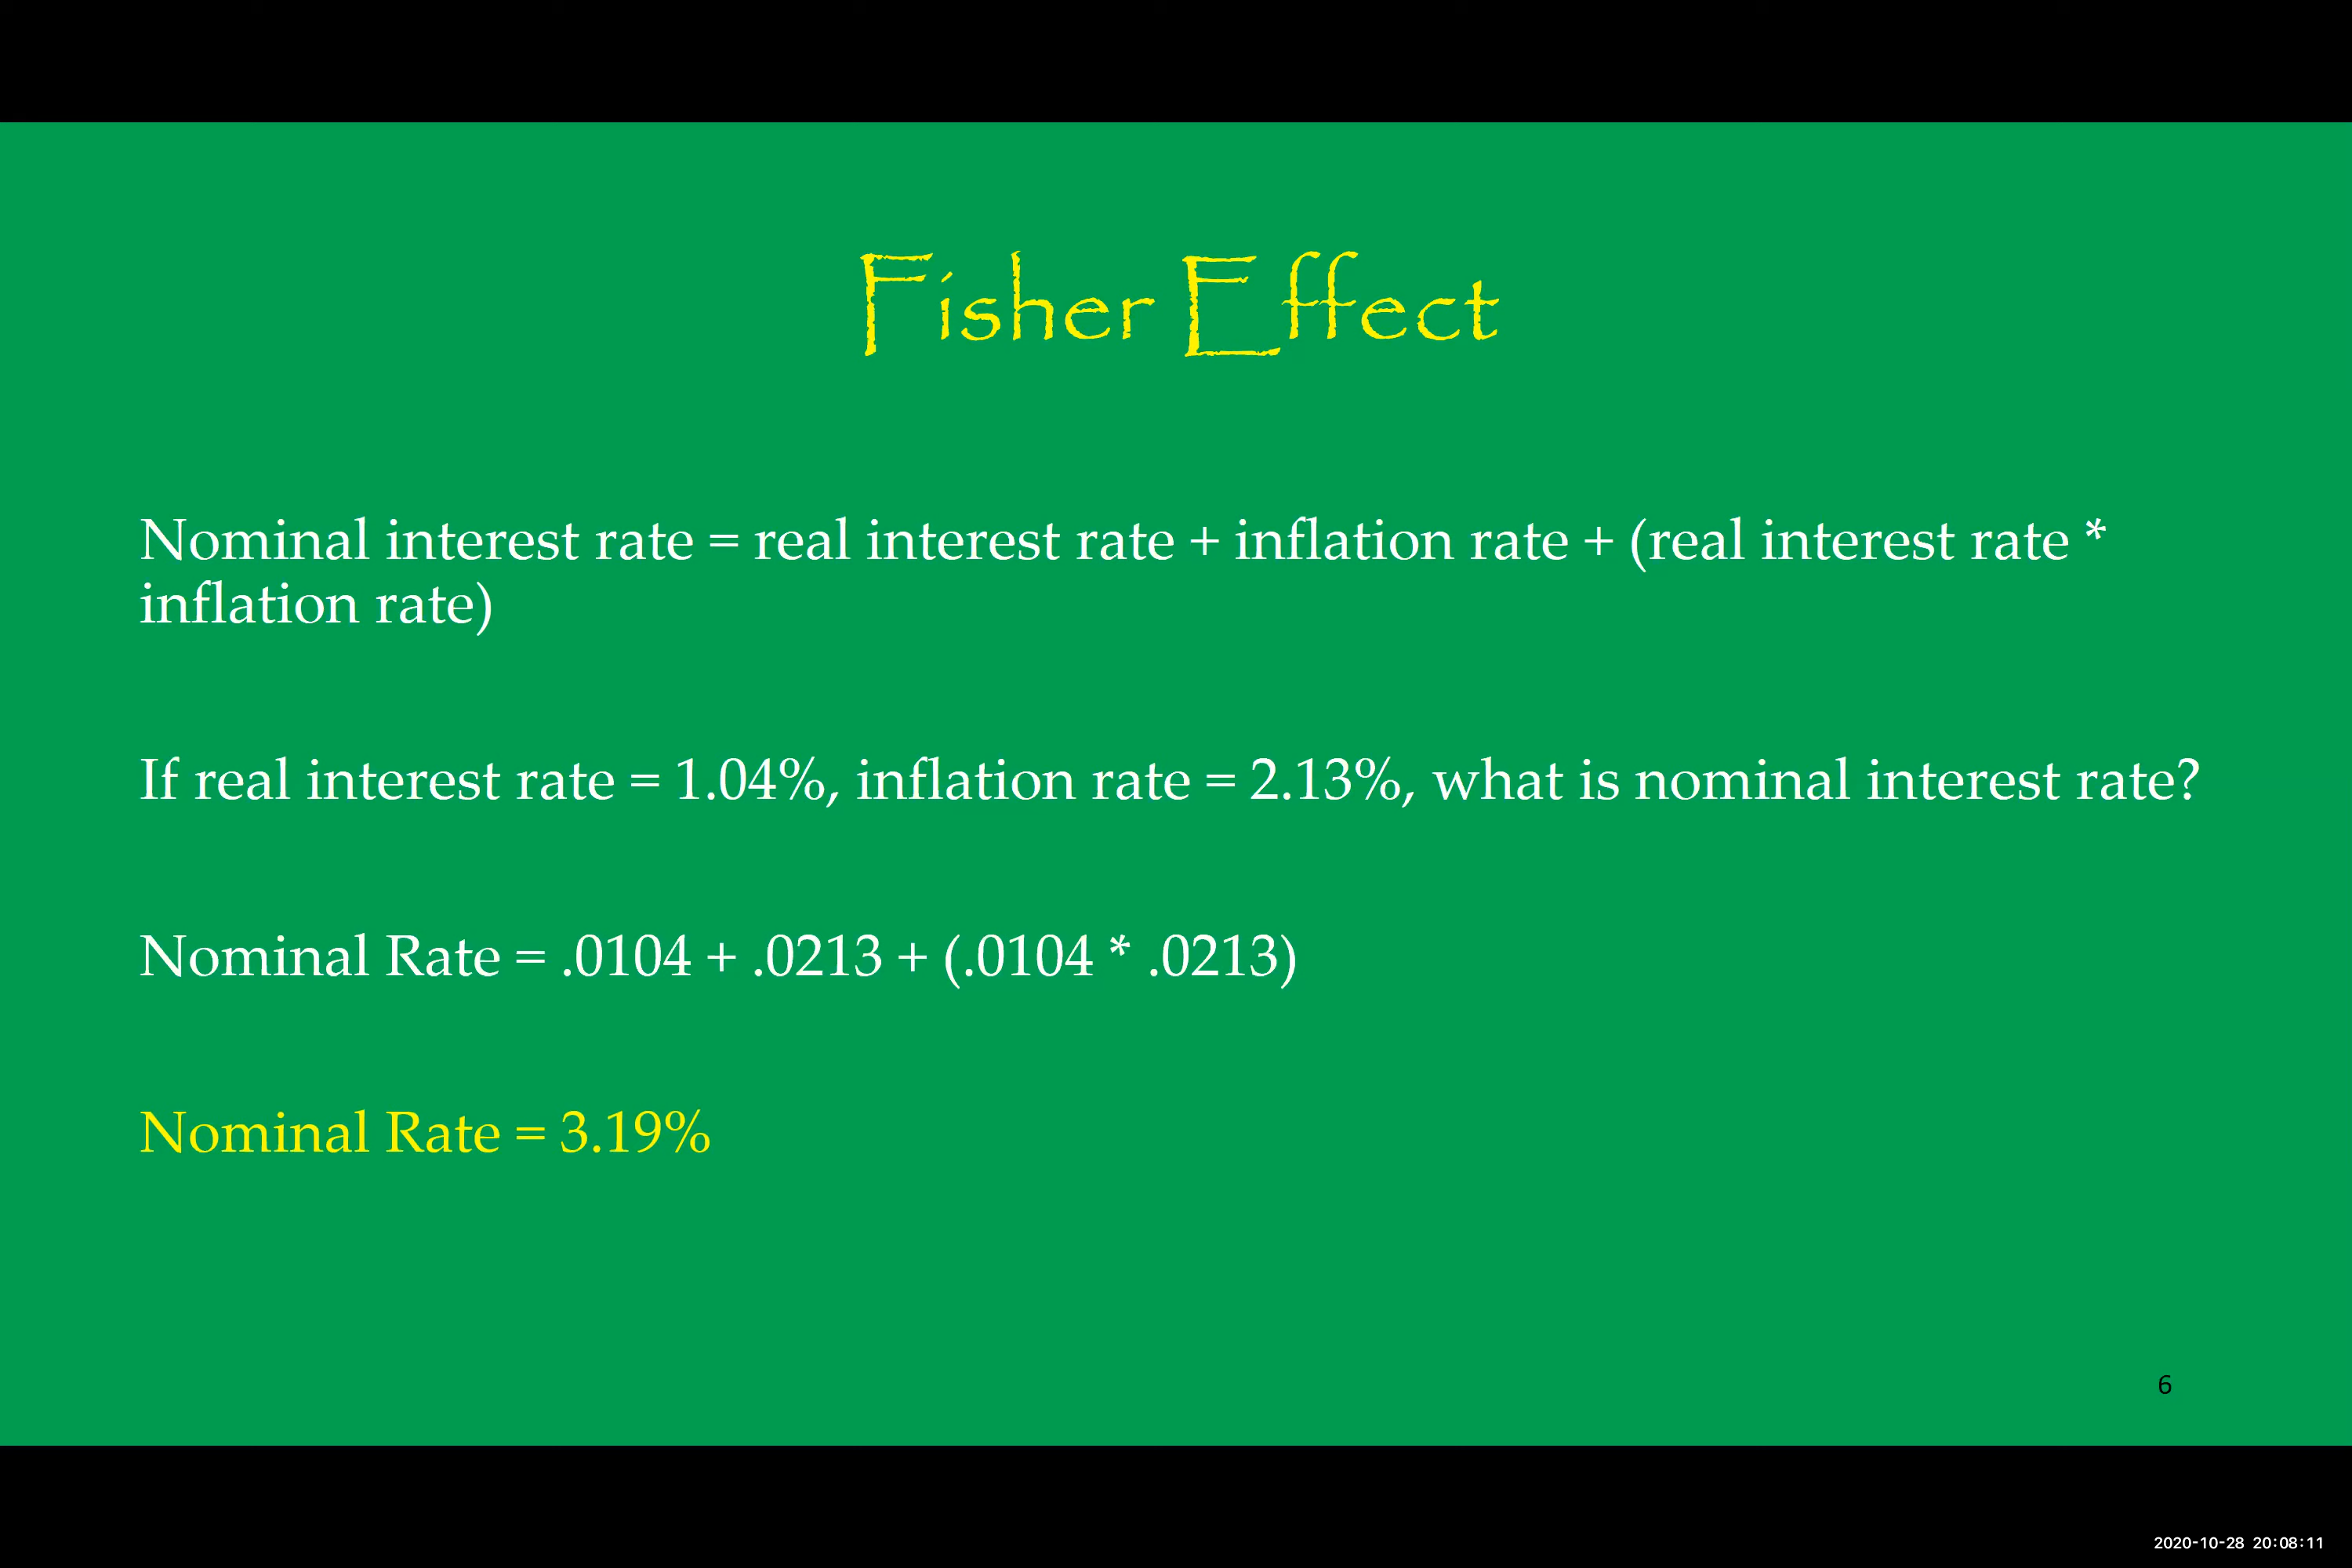 Fisher Effect
Nominal interest rate = real interest rate + inflation rate + (real interest rate *
inflation rate)
If real interest rate = 1.04%, inflation rate = 2.13%, what is nominal interest rate?
Nominal Rate = .0104 + .0213 + (.0104 * .0213)
Nominal Rate = 3.19%
6
2020-10-28 20:08:11